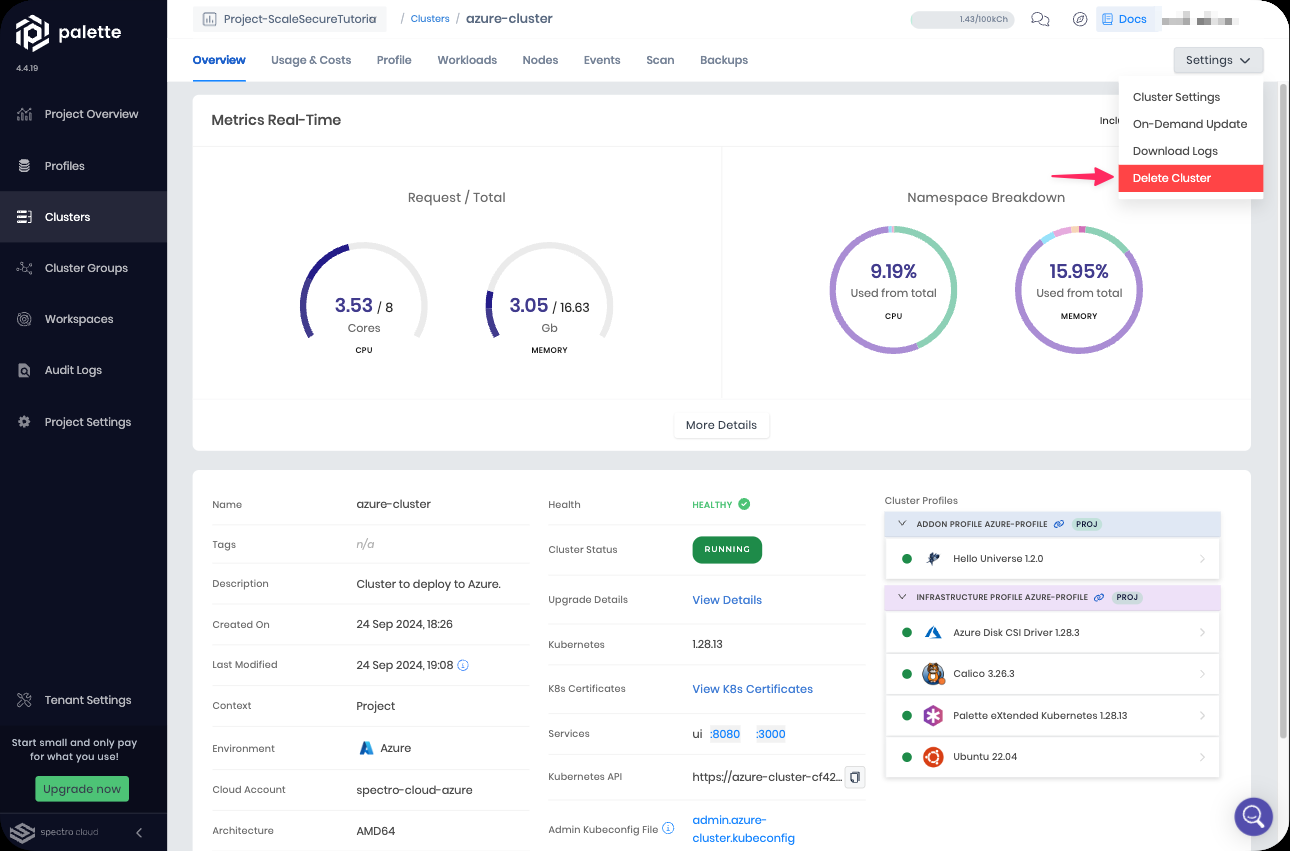 palette
4.4.19
Project Overview
Profiles
Clusters
Cluster Groups
Workspaces
Audit Logs
Project Settings
Tenant Settings
Start small and only pay
for what you use!
Upgrade now
spectro cloud
Project-ScaleSecureTutoria
/ Clusters / azure-cluster
1.43/100kCh
Docs
Overview
Usage & Costs
Profile
Workloads
Nodes
Events
Scan
Backups
Settings
Cluster Settings
On-Demand Update
Download Logs
Delete Cluster
Metrics Real-Time
Inclu
Request / Total
3.53 / 8
Cores
CPU
3.05 / 16.63
Gb
MEMORY
Namespace Breakdown
9.19%
Used from total
CPU
15.95%
Used from total
MEMORY
More Details
Name azure-cluster
Tags n/a
Description Cluster to deploy to Azure.
Created On 24 Sep 2024, 18:26
Last Modified 24 Sep 2024, 19:08
Context Project
Environment Azure
Cloud Account spectro-cloud-azure
Architecture AMD64
Health HEALTHY
Cluster Status RUNNING
Upgrade Details View Details
Kubernetes 1.28.13
K8s Certificates View K8s Certificates
Services ui :8080 :3000
Kubernetes API https://azure-cluster-cf42...
Admin Kubeconfig File admin.azure-
cluster.kubeconfig
Cluster Profiles
ADDON PROFILE AZURE-PROFILE PROJ
Hello Universe 1.2.0
INFRASTRUCTURE PROFILE AZURE-PROFILE PROJ
Azure Disk CSI Driver 1.28.3
Calico 3.26.3
Palette eXtended Kubernetes 1.28.13
Ubuntu 22.04